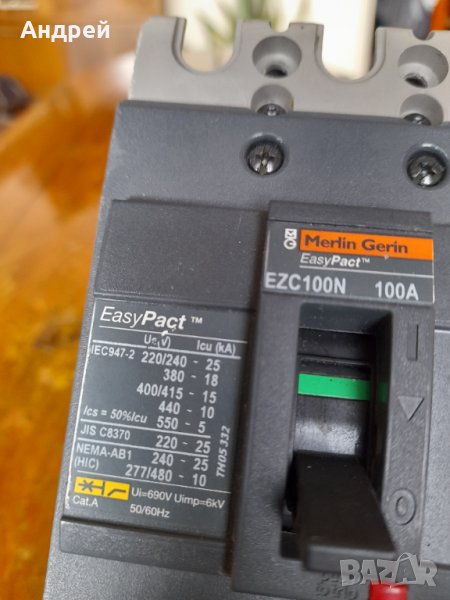 Андрей
Merlin Gerin
EasyPact™
EZC100N 100A
EasyPact™
Ue(V) Icu (kA)
IEC947-2 220/240 - 25
380 - 18
400/415 - 15
440 - 10
Ics = 50%Icu 550 - 5
JIS C8370 220 - 25
NEMA-AB1 240 - 25
(HIC) 277/480 - 10
Ui=690V Uimp=6kV
Cat.A 50/60Hz
TH05332
I
O
BAZAR